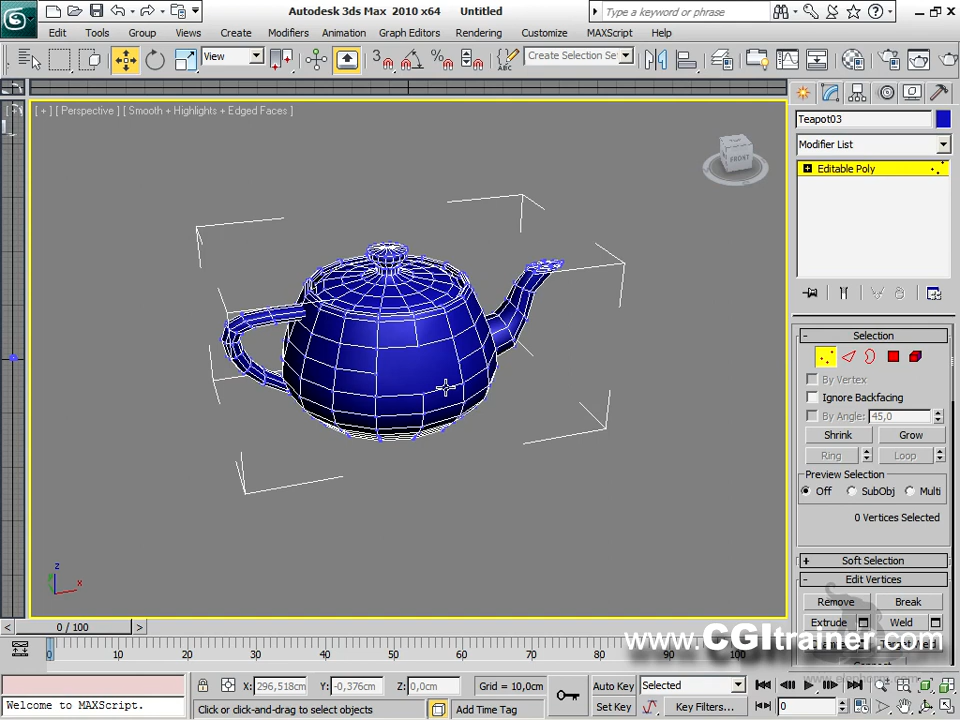 Autodesk 3ds Max 2010 x64 Untitled
Type a keyword or phrase
Edit Tools Group Views Create Modifiers Animation Graph Editors Rendering Customize MAXScript Help
View
3
Create Selection Se
ABC
[ + ] [ Perspective ] [ Smooth + Highlights + Edged Faces ]
FRONT
Teapot03
Modifier List
Editable Poly
Selection
By Vertex
Ignore Backfacing
By Angle: 45,0
Shrink Grow
Ring Loop
Preview Selection
Off SubObj Multi
0 Vertices Selected
Soft Selection
Edit Vertices
Remove Break
Extrude Weld
z
x
0 / 100
0 10 20 30 40 50 60 70 80 90 100
www.CGItrainer.com
X: 296,518cm Y: -0,376cm Z: 0,0cm Grid = 10,0cm
Auto Key Selected
Welcome to MAXScript.
Click or click-and-drag to select objects
Add Time Tag
Set Key Key Filters... 0